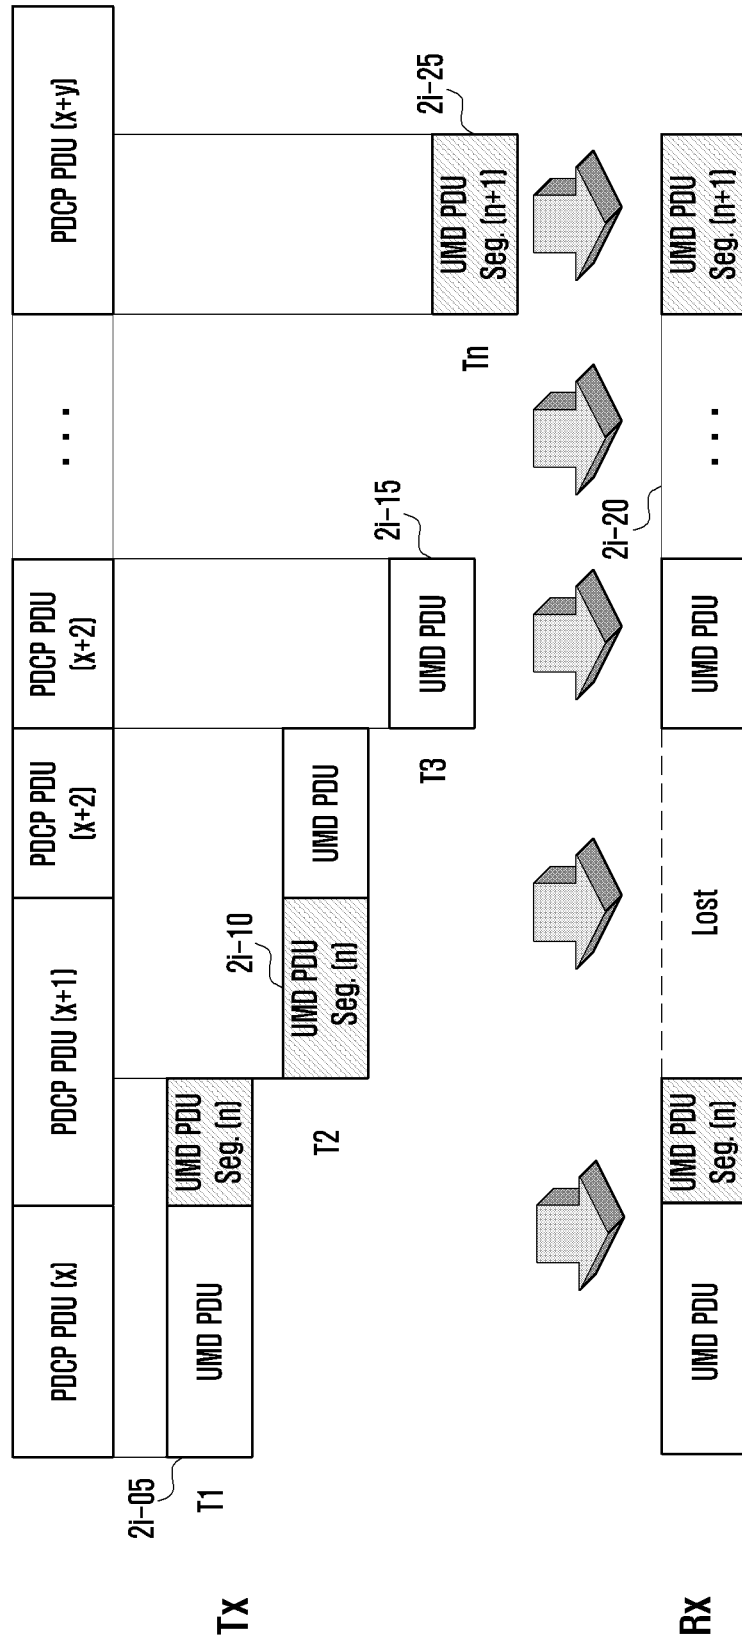 PDCP PDU (x)
PDCP PDU (x+1)
PDCP PDU
(x+2)
PDCP PDU
(x+2)
. . .
PDCP PDU (x+y)
Tx
2i-05
T1
UMD PDU
UMD PDU
Seg. (n)
T2
2i-10
UMD PDU
Seg. (n)
UMD PDU
T3
2i-15
UMD PDU
Tn
2i-25
UMD PDU
Seg. (n+1)
Rx
UMD PDU
UMD PDU
Seg. (n)
Lost
UMD PDU
2i-20
. . .
UMD PDU
Seg. (n+1)